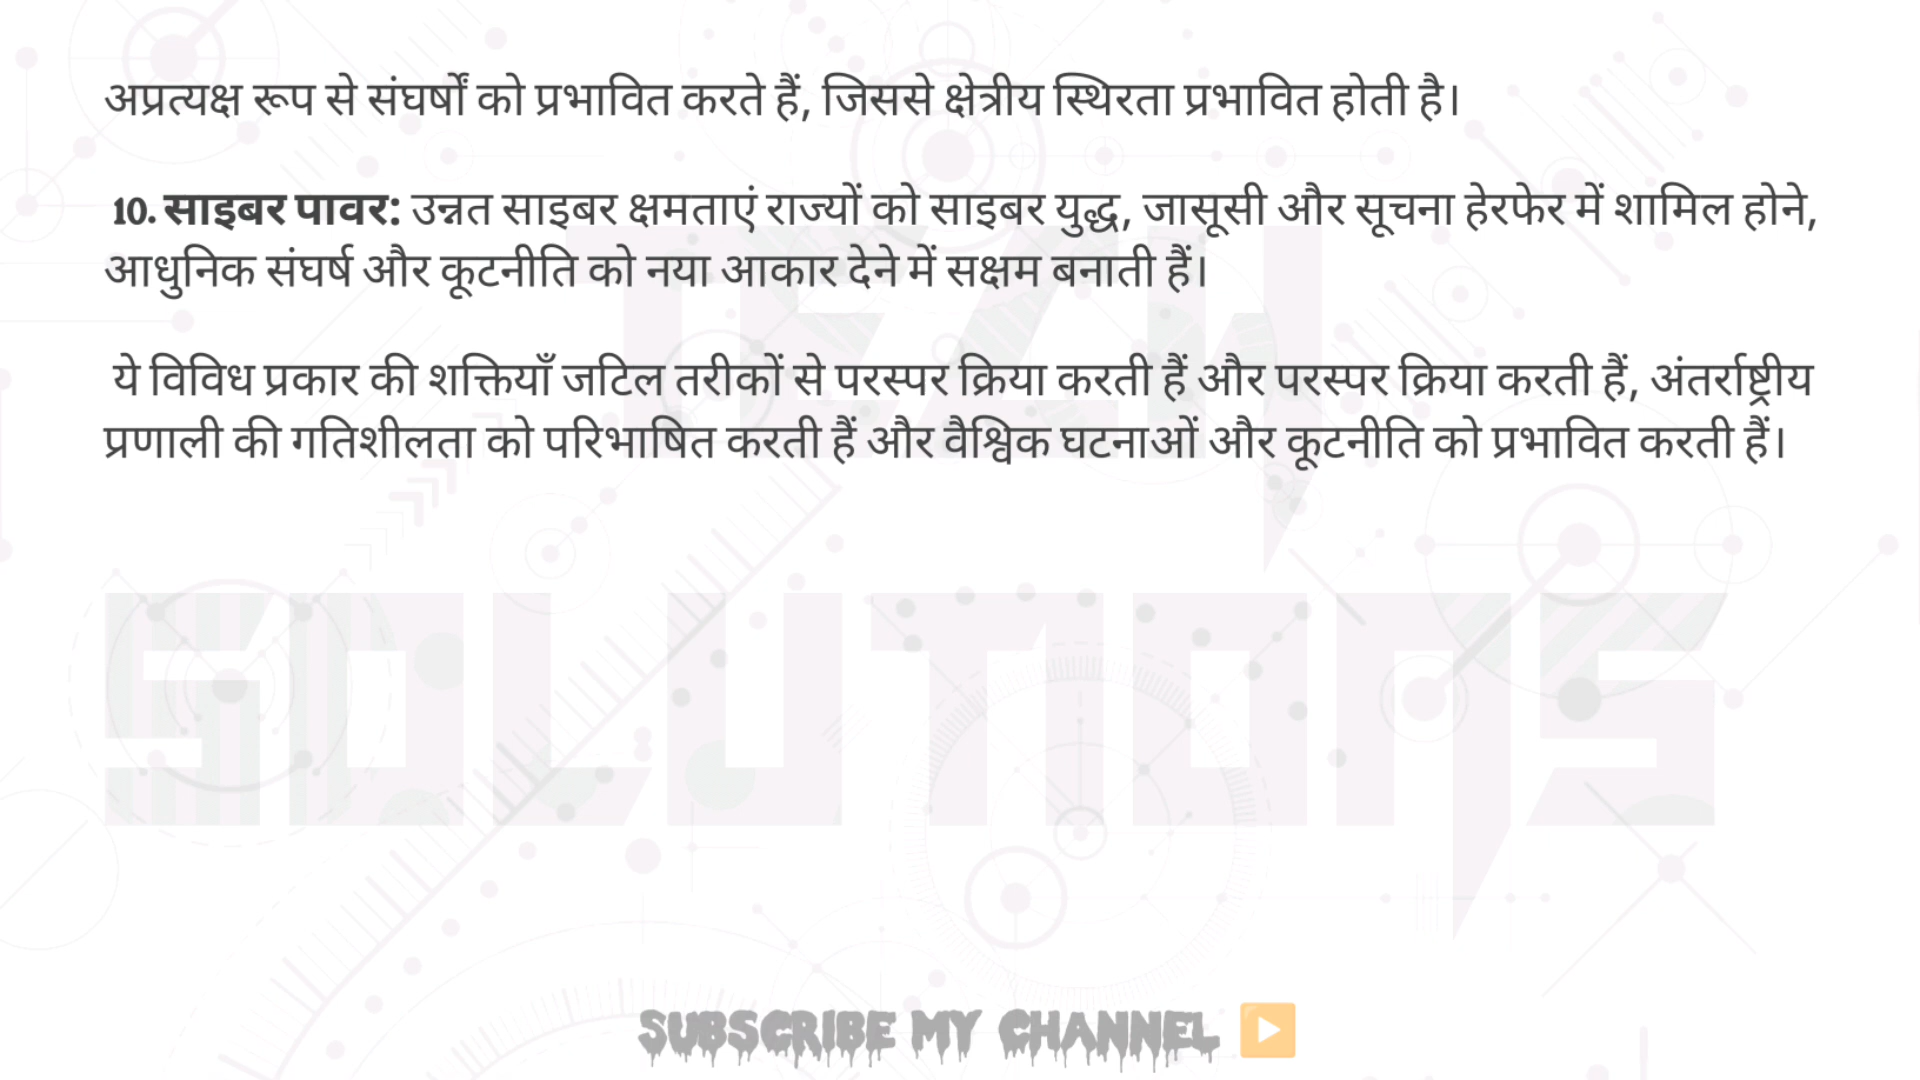 अप्रत्यक्ष रूप से संघर्षों को प्रभावित करते हैं, जिससे क्षेत्रीय स्थिरता प्रभावित होती है।
10. साइबर पावर: उन्नत साइबर क्षमताएं राज्यों को साइबर युद्ध, जासूसी और सूचना हेरफेर में शामिल होने,
आधुनिक संघर्ष और कूटनीति को नया आकार देने में सक्षम बनाती हैं।
ये विविध प्रकार की शक्तियाँ जटिल तरीकों से परस्पर क्रिया करती हैं और परस्पर क्रिया करती हैं, अंतर्राष्ट्रीय
प्रणाली की गतिशीलता को परिभाषित करती हैं और वैश्विक घटनाओं और कूटनीति को प्रभावित करती हैं।
SOLUTIONS
SUBSCRIBE MY CHANNEL